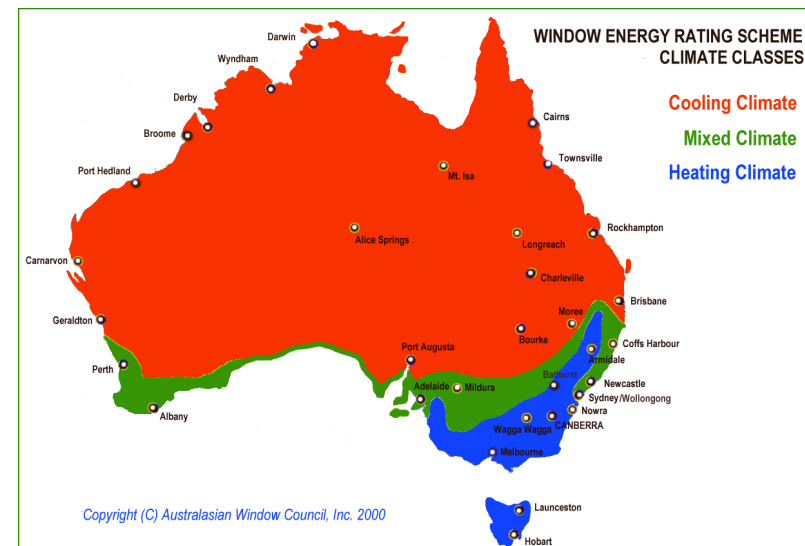 WINDOW ENERGY RATING SCHEME
CLIMATE CLASSES
Cooling Climate
Mixed Climate
Heating Climate
Darwin
Wyndham
Derby
Broome
Port Hedland
Cairns
Townsville
Mt. Isa
Alice Springs
Longreach
Rockhampton
Carnarvon
Charleville
Brisbane
Geraldton
Moree
Bourke
Coffs Harbour
Port Augusta
Armidale
Perth
Bathurst
Adelaide
Mildura
Newcastle
Sydney/Wollongong
Albany
Nowra
Wagga Wagga
CANBERRA
Melbourne
Launceston
Copyright (C) Australasian Window Council, Inc. 2000
Hobart